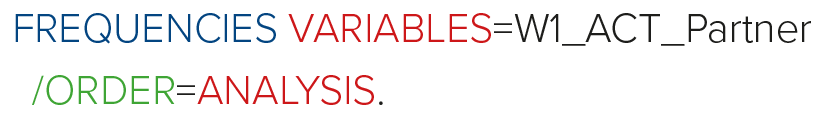 FREQUENCIES VARIABLES=W1_ACT_Partner
/ORDER=ANALYSIS.